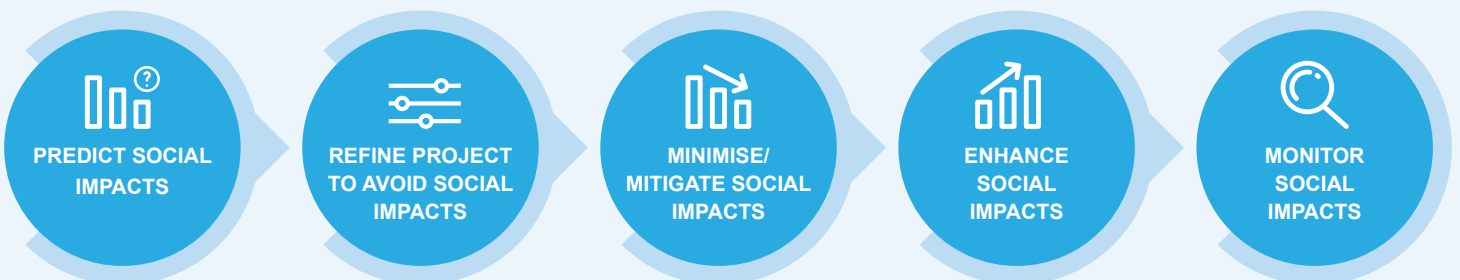 ?
PREDICT SOCIAL
IMPACTS
REFINE PROJECT
TO AVOID SOCIAL
IMPACTS
MINIMISE/
MITIGATE SOCIAL
IMPACTS
ENHANCE
SOCIAL
IMPACTS
MONITOR
SOCIAL
IMPACTS